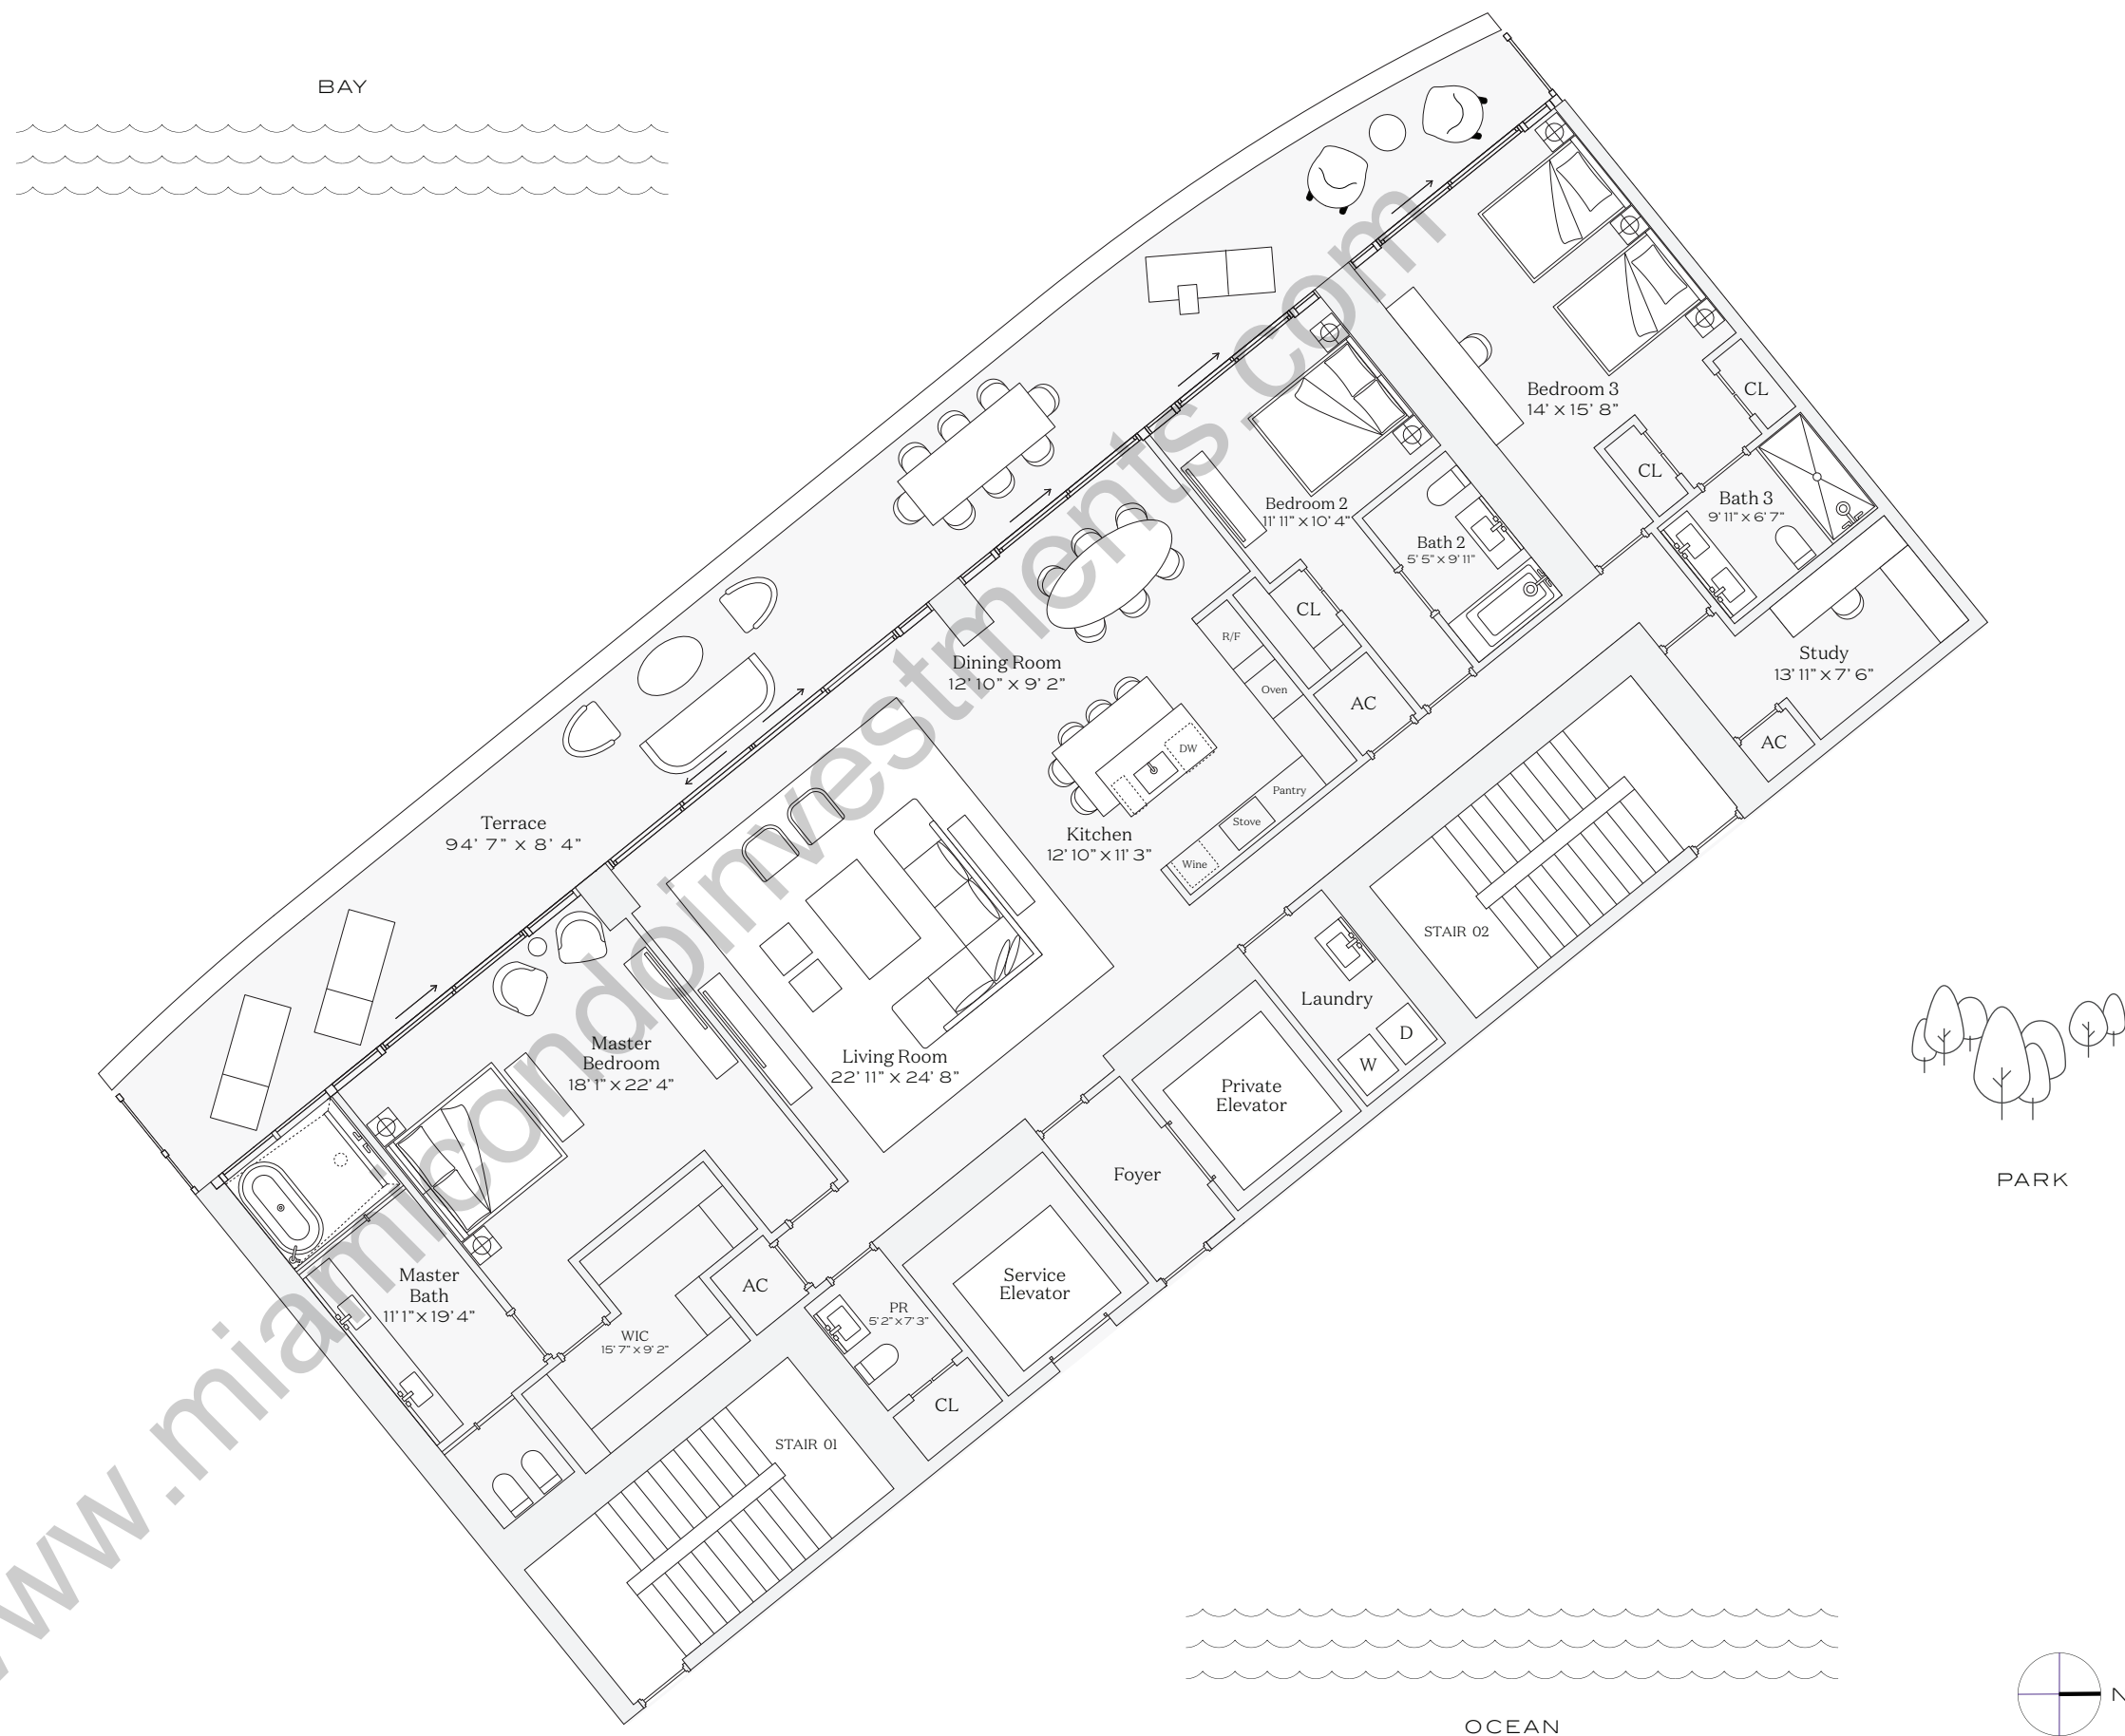 BAY
Bedroom 3
14' X 15' 8"
CL
CL
Bath 3
9' 11" X 6' 7"
Bedroom 2
11' 11" X 10' 4"
Bath 2
5' 5" X 9' 11"
CL
R/F
Study
13' 11" X 7' 6"
Dining Room
12' 10" X 9' 2"
Oven
AC
AC
DW
Pantry
Stove
Terrace
94' 7" X 8' 4"
Kitchen
12' 10" X 11' 3"
Wine
STAIR 02
Laundry
D
W
Master
Bedroom
18' 1" X 22' 4"
Living Room
22' 11" X 24' 8"
Private
Elevator
Foyer
PARK
Master
Bath
11' 1" X 19' 4"
AC
Service
Elevator
PR
5' 2" X 7' 3"
WIC
15' 7" X 9' 2"
CL
STAIR 01
N
OCEAN
ww.miamicondoinvestments.com